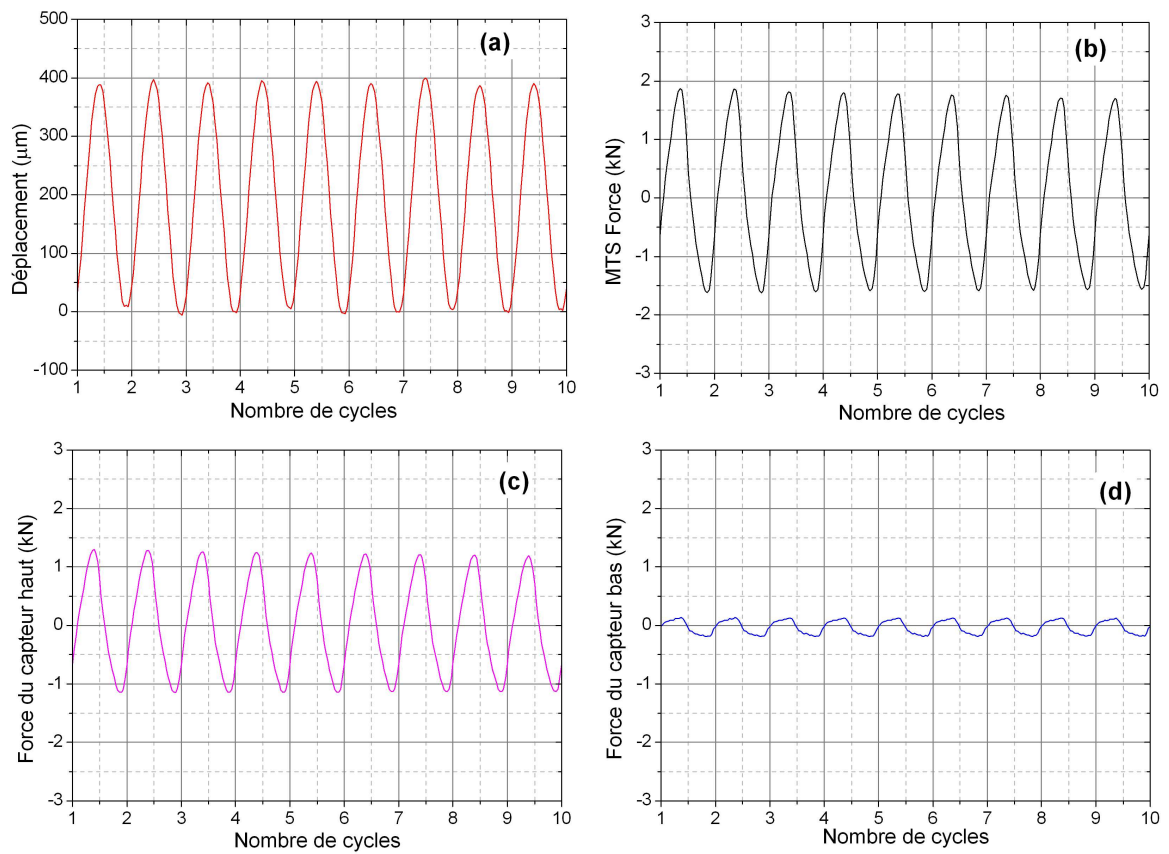 (a)
Déplacement (µm)
500
400
300
200
100
0
-100
1 2 3 4 5 6 7 8 9 10
Nombre de cycles
(b)
MTS Force (kN)
3
2
1
0
-1
-2
-3
1 2 3 4 5 6 7 8 9 10
Nombre de cycles
(c)
Force du capteur haut (kN)
3
2
1
0
-1
-2
-3
1 2 3 4 5 6 7 8 9 10
Nombre de cycles
(d)
Force du capteur bas (kN)
3
2
1
0
-1
-2
-3
1 2 3 4 5 6 7 8 9 10
Nombre de cycles